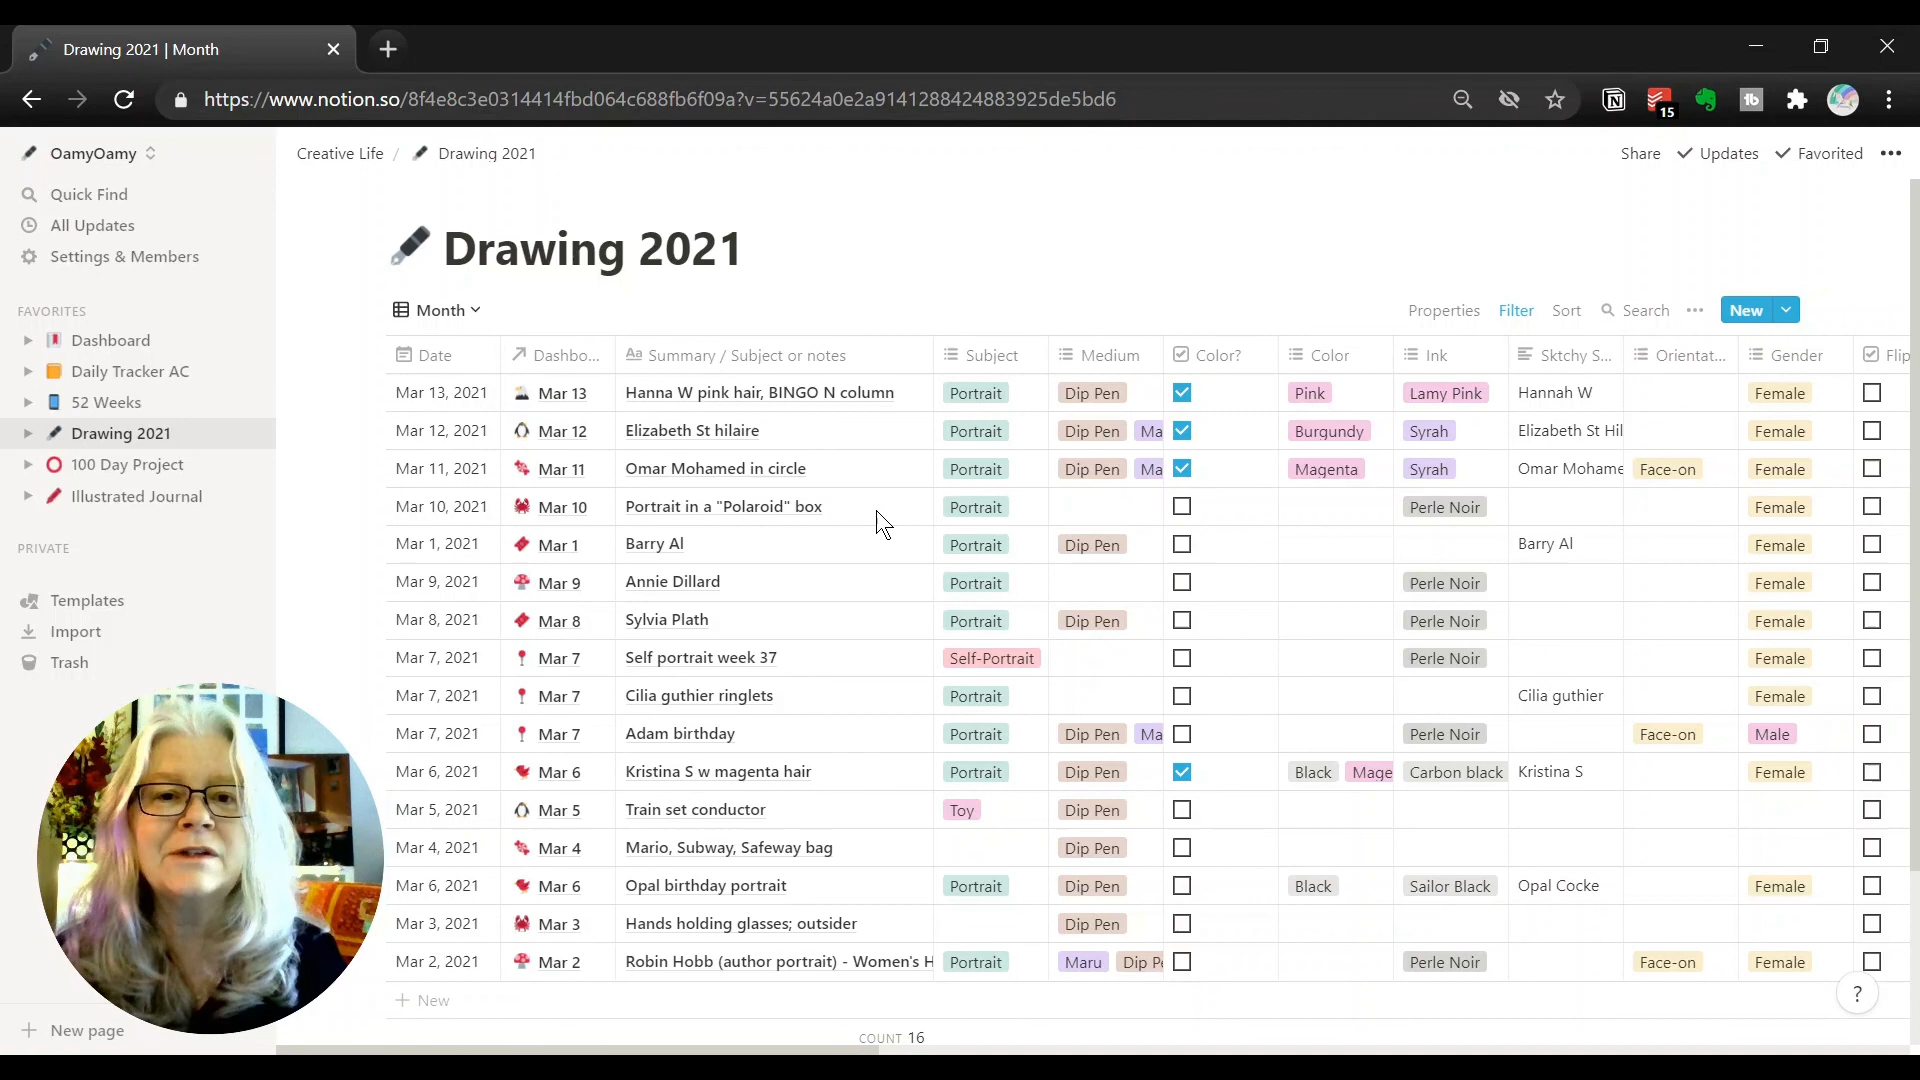 Drawing 2021 | Month
https://www.notion.so/8f4e8c3e0314414fbd064c688fb6f09a?v=55624a0e2a9141288424883925de5bd6
15
OamyOamy
Creative Life / Drawing 2021
Share Updates Favorited
Quick Find
All Updates
Settings & Members
FAVORITES
Dashboard
Daily Tracker AC
52 Weeks
Drawing 2021
100 Day Project
Illustrated Journal
PRIVATE
Templates
Import
Trash
New page
Drawing 2021
Month
Properties Filter Sort Search New
Date Dashbo... Aa Summary / Subject or notes Subject Medium Color? Color Ink Sktchy S... Orientat... Gender Flip
Mar 13, 2021 Mar 13 Hanna W pink hair, BINGO N column Portrait Dip Pen Pink Lamy Pink Hannah W Female
Mar 12, 2021 Mar 12 Elizabeth St hilaire Portrait Dip Pen Ma Burgundy Syrah Elizabeth St Hil Female
Mar 11, 2021 Mar 11 Omar Mohamed in circle Portrait Dip Pen Ma Magenta Syrah Omar Mohame Face-on Female
Mar 10, 2021 Mar 10 Portrait in a "Polaroid" box Portrait Perle Noir Female
Mar 1, 2021 Mar 1 Barry Al Portrait Dip Pen Barry Al Female
Mar 9, 2021 Mar 9 Annie Dillard Portrait Perle Noir Female
Mar 8, 2021 Mar 8 Sylvia Plath Portrait Dip Pen Perle Noir Female
Mar 7, 2021 Mar 7 Self portrait week 37 Self-Portrait Perle Noir Female
Mar 7, 2021 Mar 7 Cilia guthier ringlets Portrait Cilia guthier Female
Mar 7, 2021 Mar 7 Adam birthday Portrait Dip Pen Ma Perle Noir Face-on Male
Mar 6, 2021 Mar 6 Kristina S w magenta hair Portrait Dip Pen Black Mage Carbon black Kristina S Female
Mar 5, 2021 Mar 5 Train set conductor Toy Dip Pen
Mar 4, 2021 Mar 4 Mario, Subway, Safeway bag Dip Pen
Mar 6, 2021 Mar 6 Opal birthday portrait Portrait Dip Pen Black Sailor Black Opal Cocke Female
Mar 3, 2021 Mar 3 Hands holding glasses; outsider Dip Pen
Mar 2, 2021 Mar 2 Robin Hobb (author portrait) - Women's H Portrait Maru Dip Pe Perle Noir Face-on Female
New
COUNT 16
?